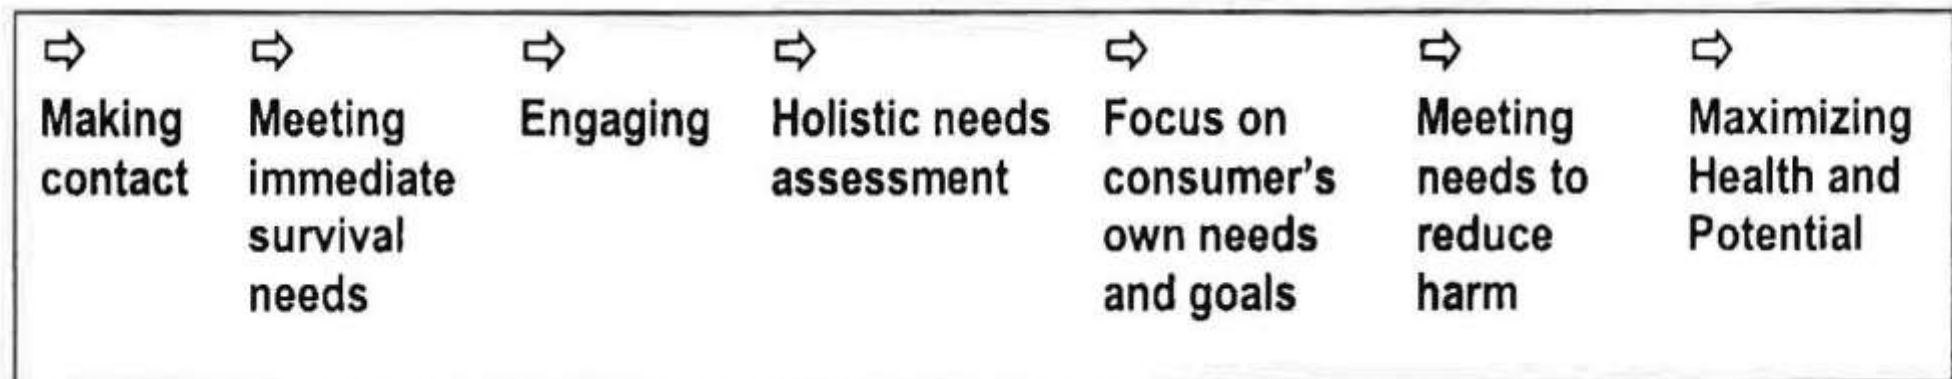 ⇨ ⇨ ⇨ ⇨ ⇨ ⇨ ⇨
Making Meeting Engaging Holistic needs Focus on Meeting Maximizing
contact immediate assessment consumer's needs to Health and
survival own needs reduce Potential
needs and goals harm